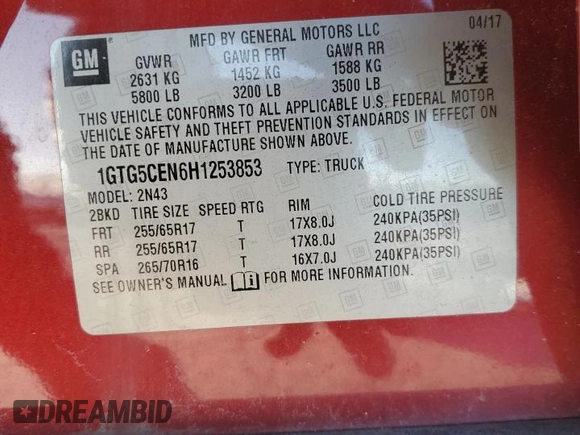 MFD BY GENERAL MOTORS LLC 04/17
GM GVWR GAWR FRT GAWR RR
2631 KG 1452 KG 1588 KG
5800 LB 3200 LB 3500 LB
THIS VEHICLE CONFORMS TO ALL APPLICABLE U.S. FEDERAL MOTOR
VEHICLE SAFETY AND THEFT PREVENTION STANDARDS IN EFFECT ON
THE DATE OF MANUFACTURE SHOWN ABOVE.
1GTG5CEN6H1253853 TYPE: TRUCK
MODEL: 2N43
2BKD TIRE SIZE SPEED RTG RIM COLD TIRE PRESSURE
FRT 255/65R17 T 17X8.0J 240KPA(35PSI)
RR 255/65R17 T 17X8.0J 240KPA(35PSI)
SPA 265/70R16 T 16X7.0J 240KPA(35PSI)
SEE OWNER'S MANUAL FOR MORE INFORMATION.
DREAMBID